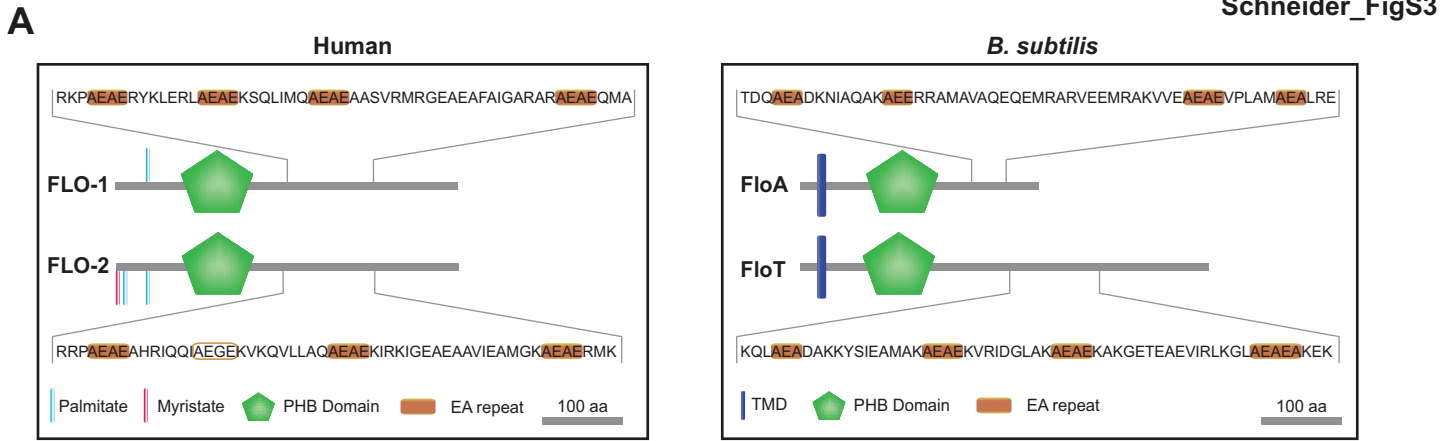 Schneider_FigS3
A
Human
RKPAEAERYKLERLAEAEKSQLIMQAEAEAASVRMRGEAEAFAIGARARAEAEQMA
FLO-1
FLO-2
RRPAEAEAHRIQQIAEGEKVKQVLLAQAEAEKIRKIGEAEAAVIEAMGKAEAERMK
Palmitate Myristate PHB Domain EA repeat 100 aa
B. subtilis
TDQAEADKNIAQAKAEERRAMAVAQEQEMRARVEEMRAKVVEAEAEVPLAMAEALRE
FloA
FloT
KQLAEADAKKYSIEAMAKAEAEKVRIDGLAKAEAEKAKGETEAEVIRLKGLAEAEAKEK
TMD PHB Domain EA repeat 100 aa